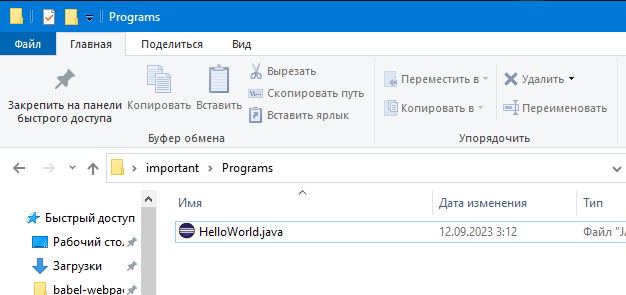 Programs
Файл Главная Поделиться Вид
Закрепить на панели быстрого доступа
Копировать
Вставить
Вырезать
Скопировать путь
Вставить ярлык
Буфер обмена
Переместить в
Копировать в
Удалить
Переименовать
Упорядочить
important Programs
Имя Дата изменения Тип
HelloWorld.java 12.09.2023 3:12 Файл "JA
Быстрый доступ
Рабочий сто.
Загрузки
babel-webpa